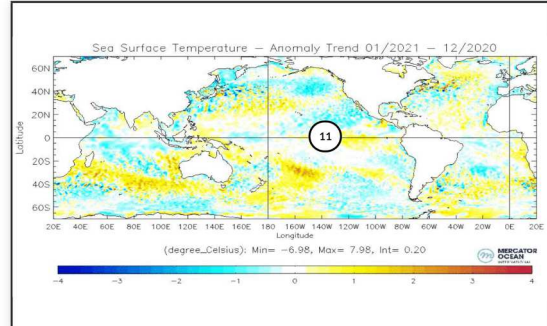 Sea Surface Temperature – Anomaly Trend 01/2021 – 12/2020
60N
40N
20N
0
20S
40S
60S
Latitude
11
20E 40E 60E 80E 100E 120E 140E 160E 180 160W 140W 120W 100W 80W 60W 40W 20W 0E 20E
Longitude
(degree_Celsius): Min= −6.98, Max= 7.98, Int= 0.20
MERCATOR
OCEAN
−4 −3 −2 −1 0 1 2 3 4